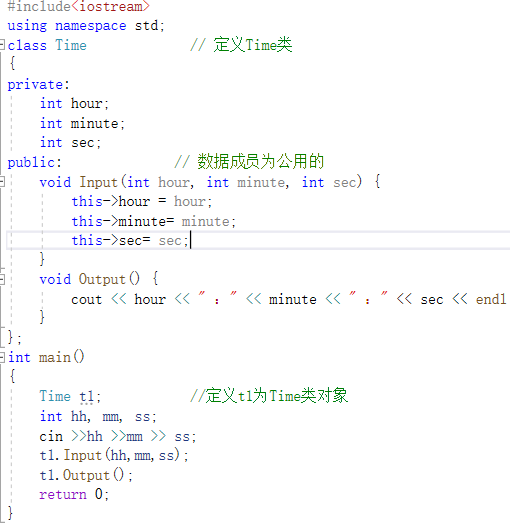 #include<iostream>
using namespace std;
class Time // 定义Time类
{
private:
int hour;
int minute;
int sec;
public: // 数据成员为公用的
void Input(int hour, int minute, int sec) {
this->hour = hour;
this->minute= minute;
this->sec= sec;
}
void Output() {
cout << hour << " : " << minute << " : " << sec << endl
}
};
int main()
{
Time t1; //定义t1为Time类对象
int hh, mm, ss;
cin >>hh >>mm >> ss;
t1.Input(hh,mm,ss);
t1.Output();
return 0;
}